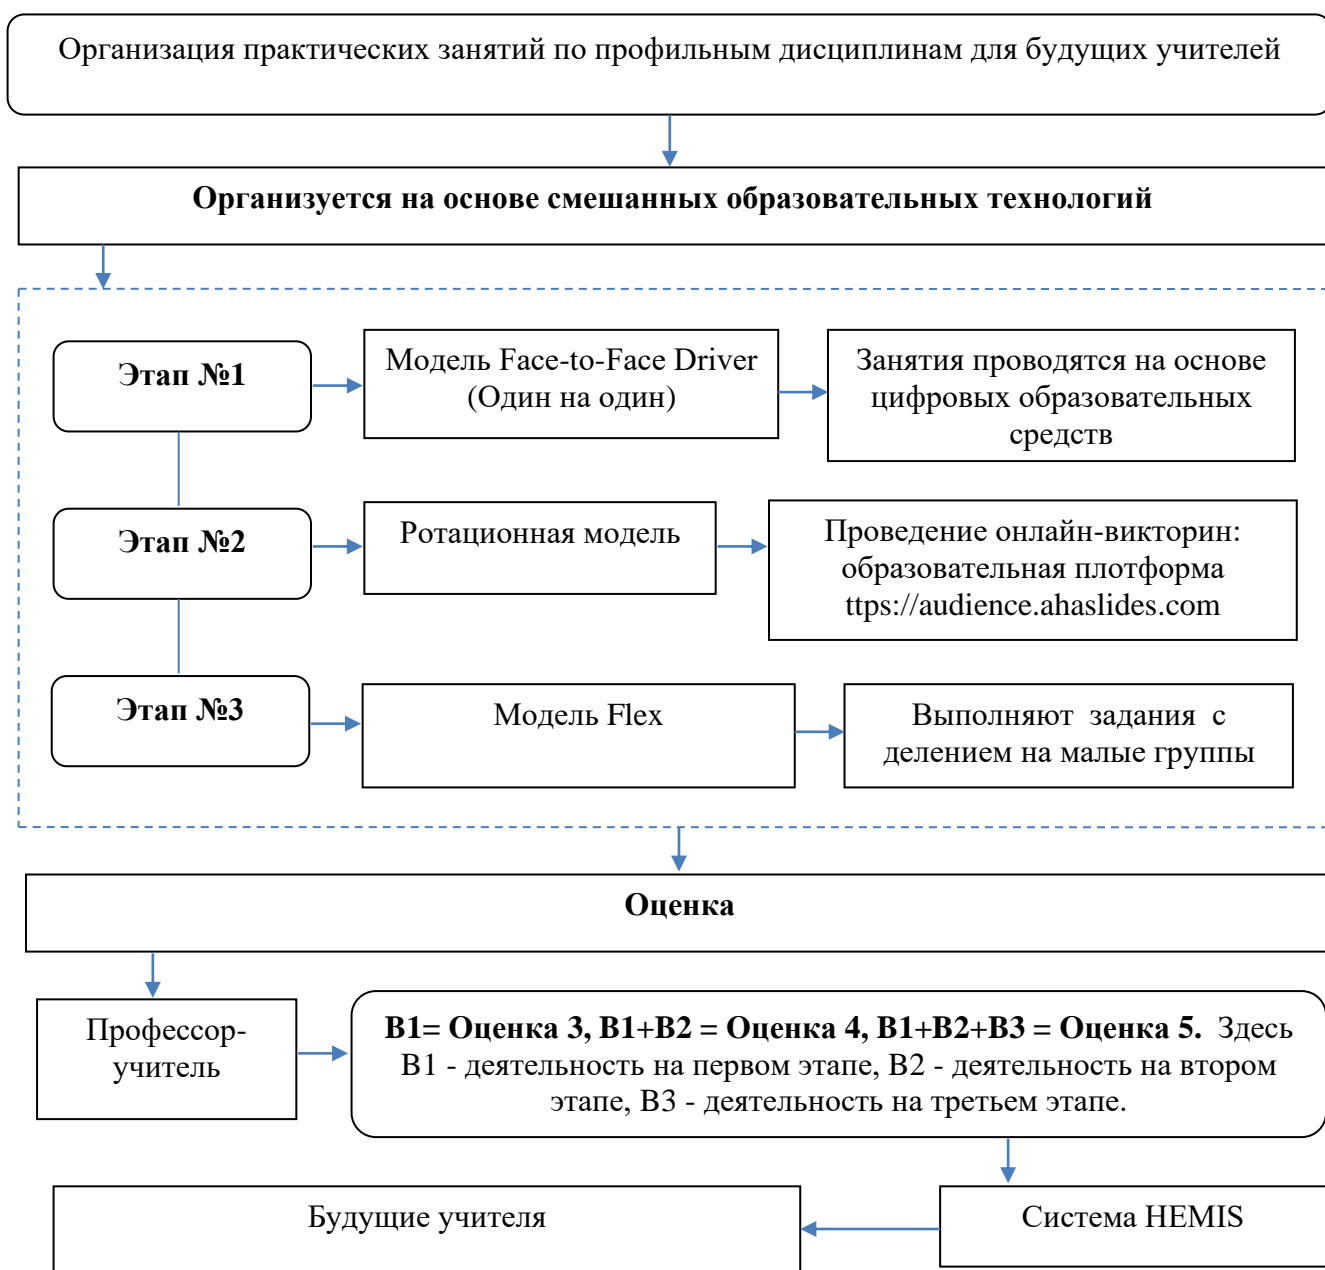 Организация практических занятий по профильным дисциплинам для будущих учителей
Организуется на основе смешанных образовательных технологий
Этап №1
Модель Face-to-Face Driver
(Один на один)
Занятия проводятся на основе
цифровых образовательных
средств
Этап №2
Ротационная модель
Проведение онлайн-викторин:
образовательная плотформа
ttps://audience.ahaslides.com
Этап №3
Модель Flex
Выполняют задания с
делением на малые группы
Оценка
Профессор-
учитель
B1= Оценка 3, B1+B2 = Оценка 4, B1+B2+B3 = Оценка 5. Здесь
B1 - деятельность на первом этапе, B2 - деятельность на втором
этапе, B3 - деятельность на третьем этапе.
Будущие учителя
Система HEMIS